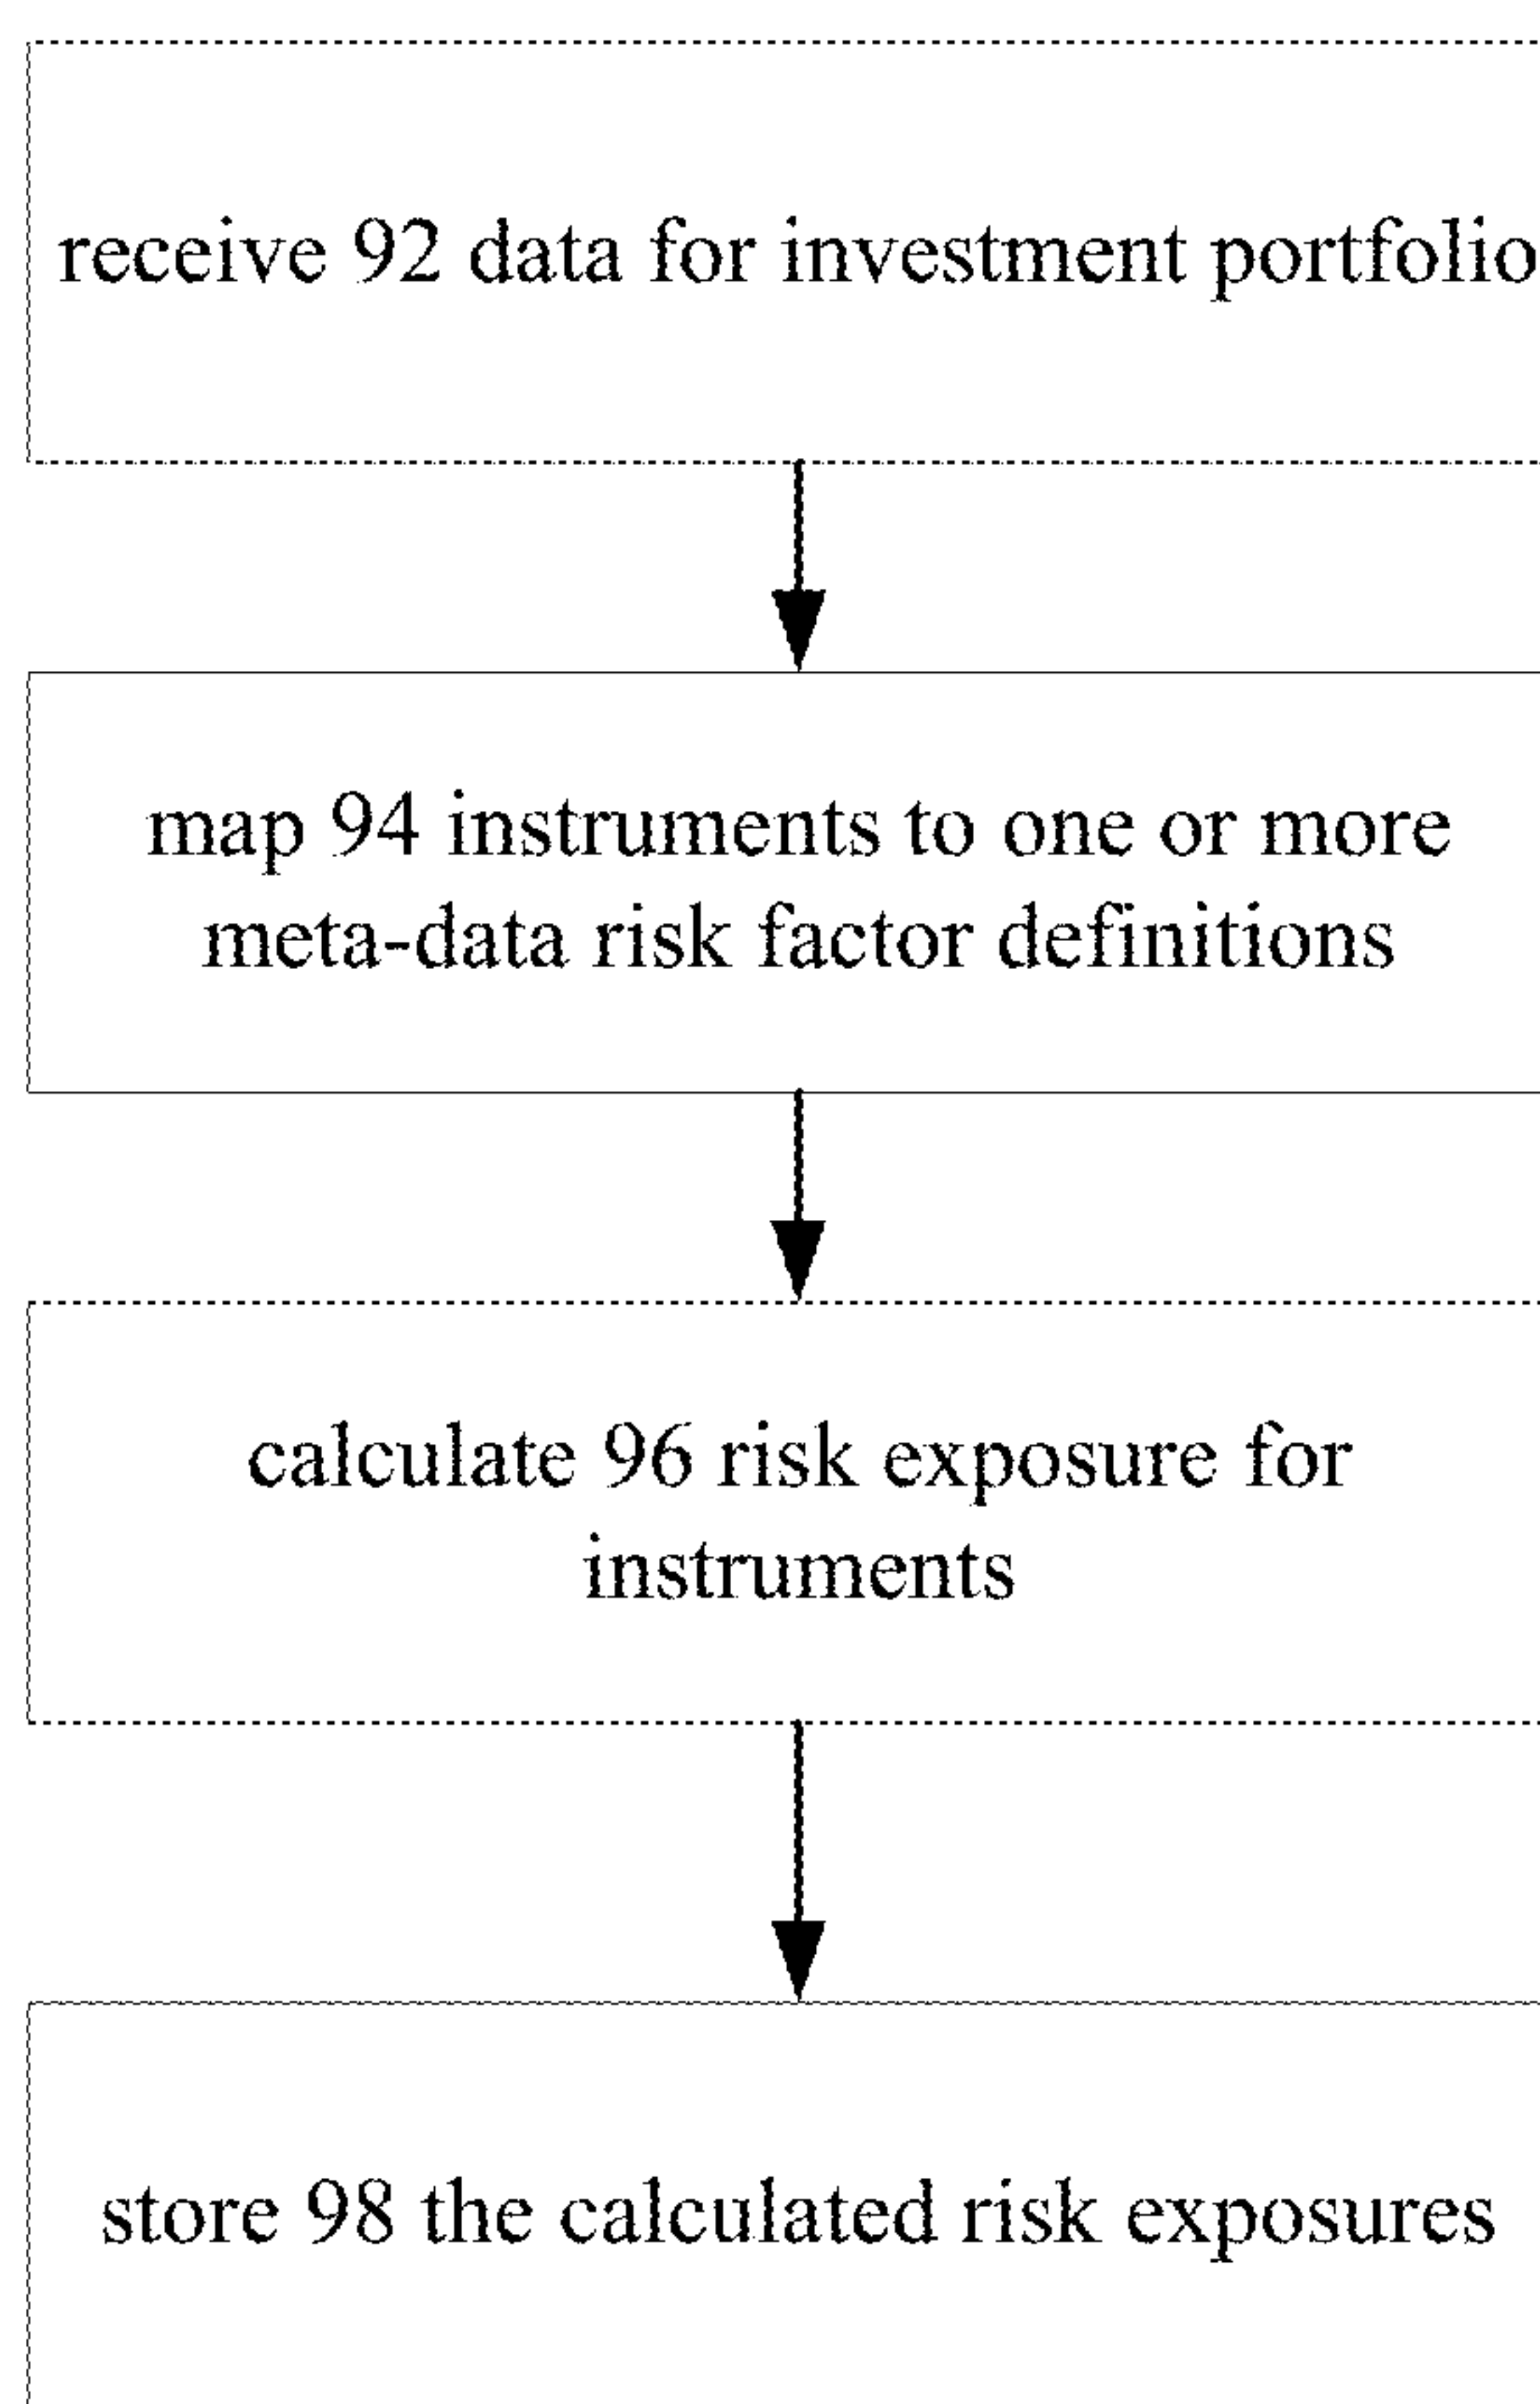 receive 92 data for investment portfolio
map 94 instruments to one or more
meta-data risk factor definitions
calculate 96 risk exposure for
instruments
store 98 the calculated risk exposures